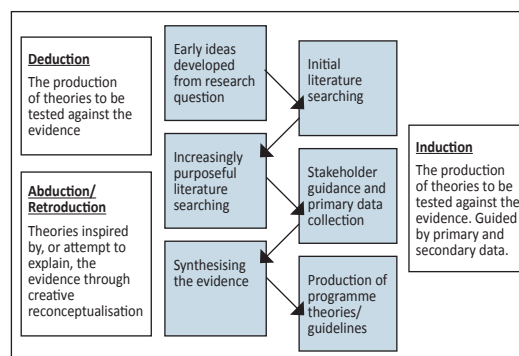 Deduction
The production
of theories to be
tested against the
evidence
Abduction/
Retroduction
Theories inspired
by, or attempt to
explain, the
evidence through
creative
reconceptualisation
Early ideas
developed
from research
question
Initial
literature
searching
Increasingly
purposeful
literature
searching
Stakeholder
guidance and
primary data
collection
Synthesising
the evidence
Production of
programme
theories/
guidelines
Induction
The production
of theories to be
tested against the
evidence. Guided
by primary and
secondary data.